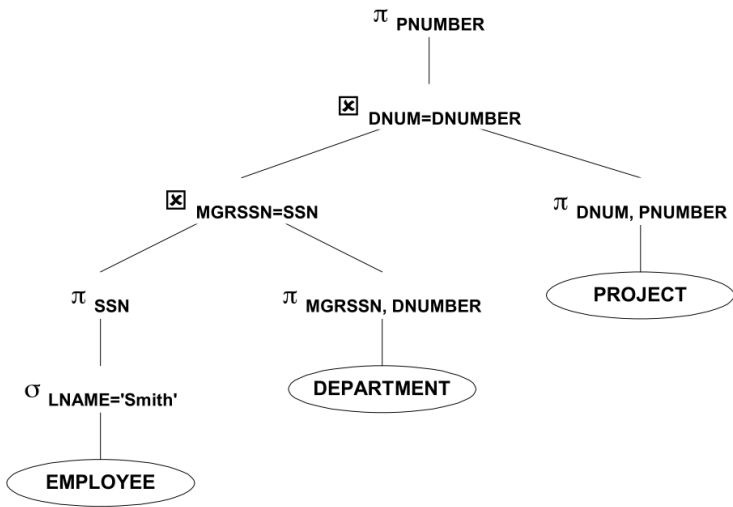 π PNUMBER
⊠ DNUM=DNUMBER
⊠ MGRSSN=SSN
π DNUM, PNUMBER
π SSN
π MGRSSN, DNUMBER
PROJECT
σ LNAME='Smith'
DEPARTMENT
EMPLOYEE